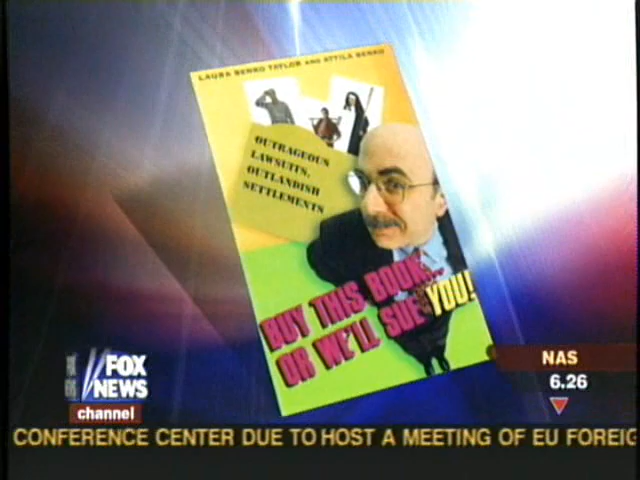 LAURA BENKO TAYLOR AND ATTILA BENKO
OUTRAGEOUS
LAWSUITS,
OUTLANDISH
SETTLEMENTS
BUY THIS BOOK...
OR WE'LL SUE YOU!
FOX
NEWS
channel
NAS
6.26
CONFERENCE CENTER DUE TO HOST A MEETING OF EU FOREIG